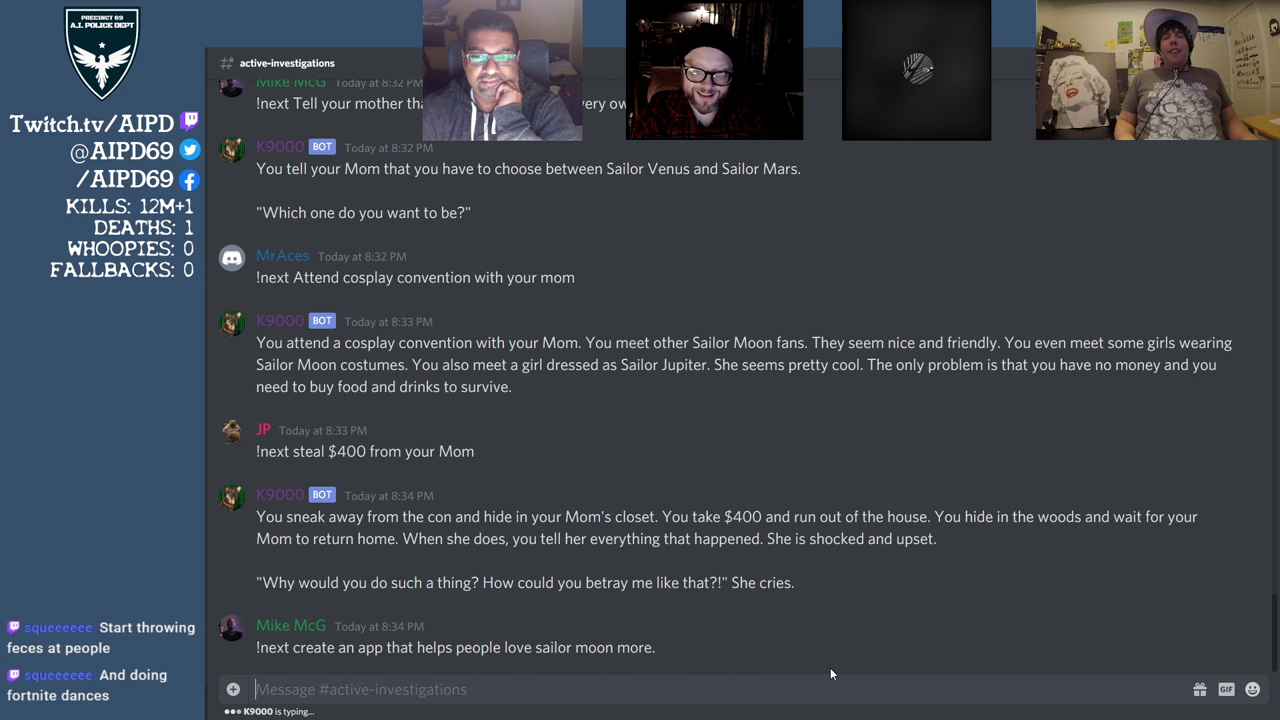 PRECINCT 69
A.I. POLICE DEPT
Twitch.tv/AIPD
@AIPD69
/AIPD69
KILLS: 12M+1
DEATHS: 1
WHOOPIES: 0
FALLBACKS: 0
squeeeeee: Start throwing
feces at people
squeeeeee: And doing
fortnite dances
active-investigations
Mike McG Today at 8:32 PM
!next Tell your mother tha very ow
K9000 BOT Today at 8:32 PM
You tell your Mom that you have to choose between Sailor Venus and Sailor Mars.
"Which one do you want to be?"
MrAces Today at 8:32 PM
!next Attend cosplay convention with your mom
K9000 BOT Today at 8:33 PM
You attend a cosplay convention with your Mom. You meet other Sailor Moon fans. They seem nice and friendly. You even meet some girls wearing
Sailor Moon costumes. You also meet a girl dressed as Sailor Jupiter. She seems pretty cool. The only problem is that you have no money and you
need to buy food and drinks to survive.
JP Today at 8:33 PM
!next steal $400 from your Mom
K9000 BOT Today at 8:34 PM
You sneak away from the con and hide in your Mom's closet. You take $400 and run out of the house. You hide in the woods and wait for your
Mom to return home. When she does, you tell her everything that happened. She is shocked and upset.
"Why would you do such a thing? How could you betray me like that?!" She cries.
Mike McG Today at 8:34 PM
!next create an app that helps people love sailor moon more.
Message #active-investigations
GIF
K9000 is typing...